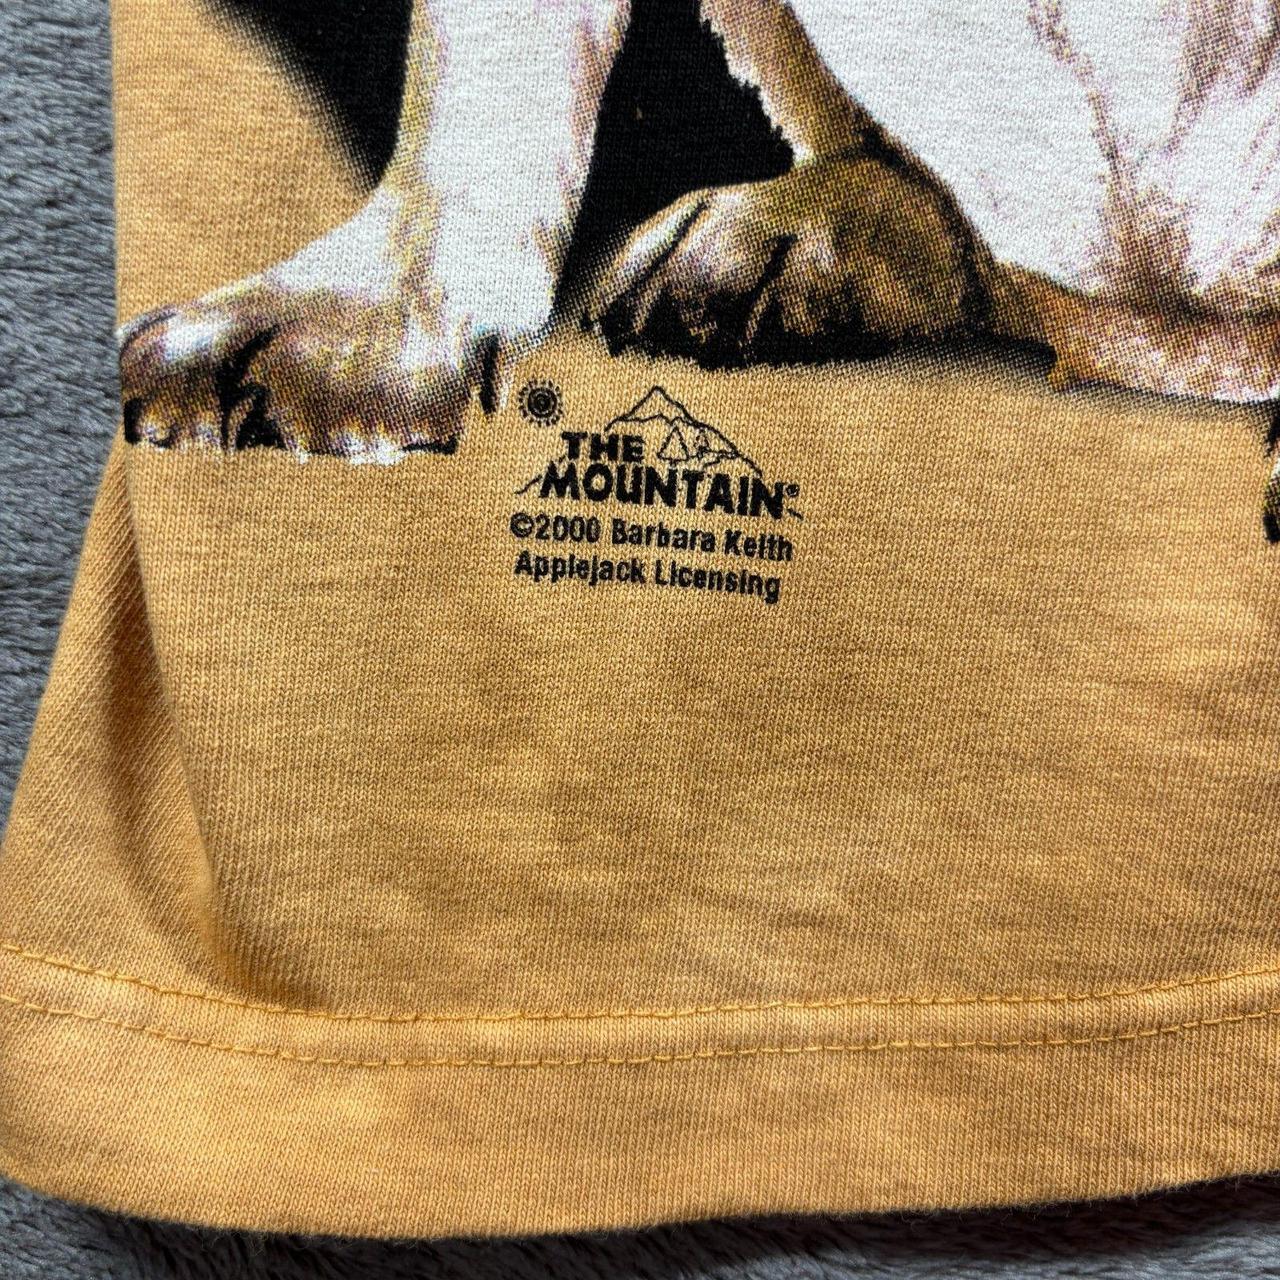 THE
MOUNTAIN®
©2000 Barbara Keith
Applejack Licensing